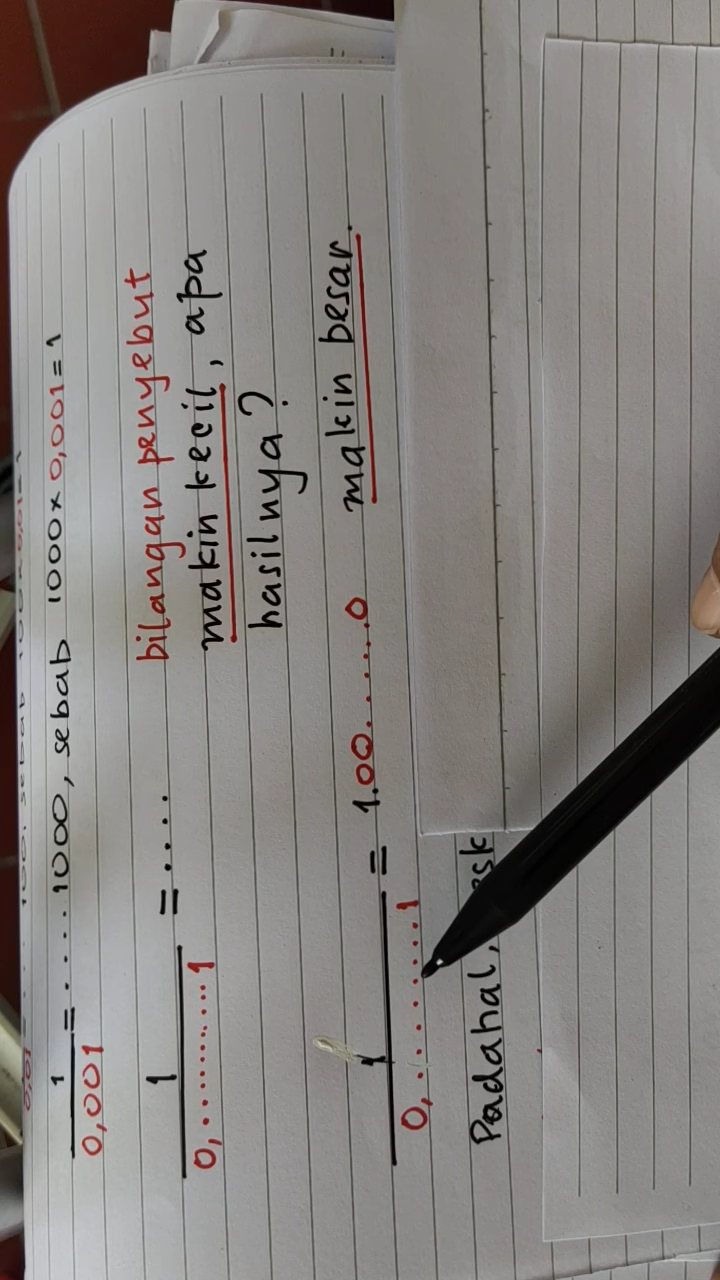 1/0,001 = ..... 1000, sebab 1000 x 0,001 = 1
1/0,..........1 = .... bilangan penyebut
makin kecil, apa
hasilnya?
1/0,........1 = 1.00.......0 makin besar.
Padahal,